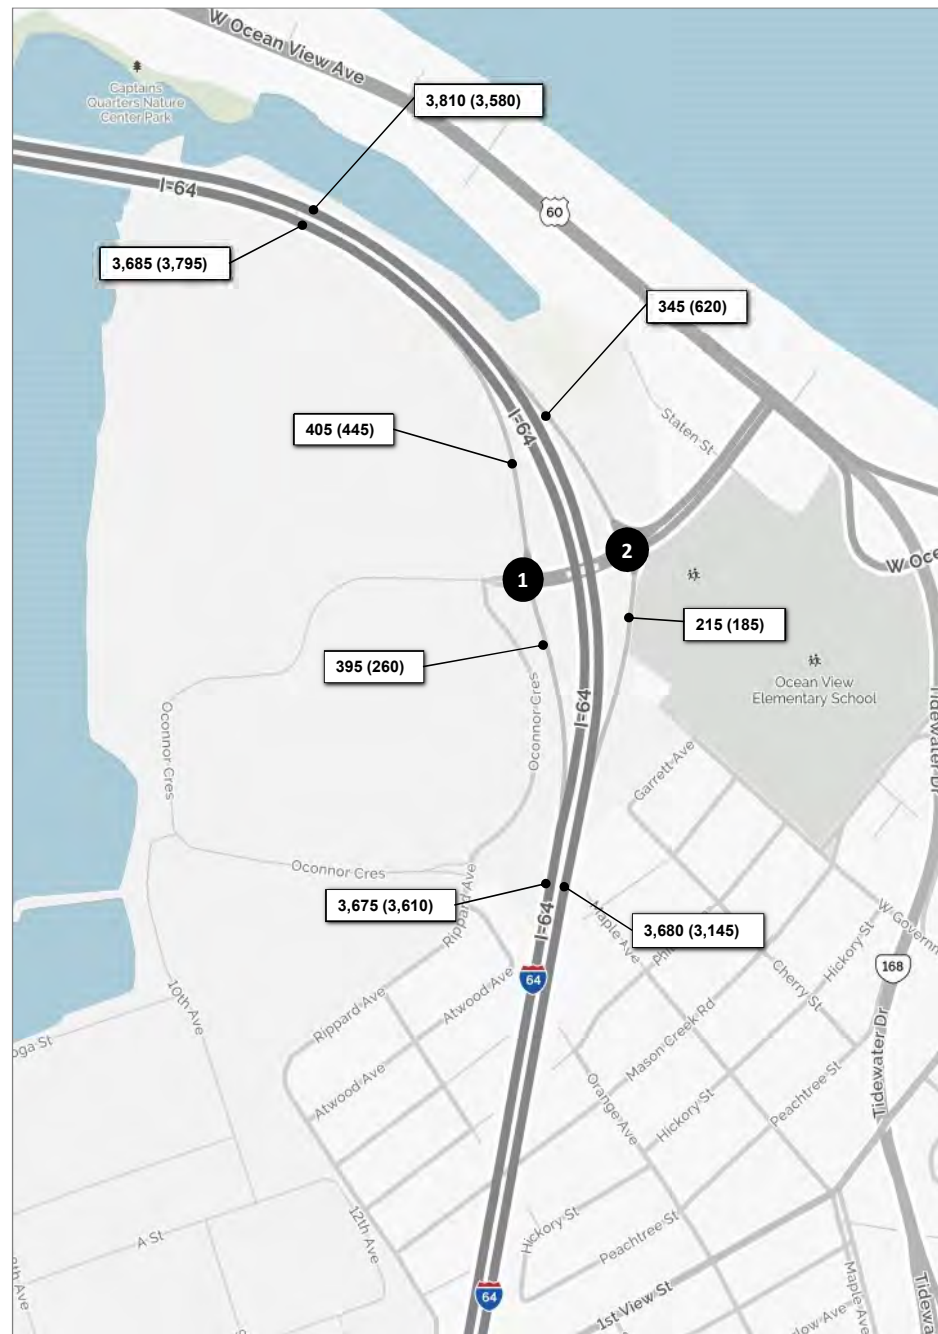 W Ocean View Ave
Captains
Quarters Nature
Center Park
3,810 (3,580)
I-64
60
3,685 (3,795)
345 (620)
I-64
405 (445)
Staten St
2
1
W Oce
215 (185)
395 (260)
Ocean View
Elementary School
Oconnor Cres
Oconnor Cres
I-64
Tidewater Dr
Garrett Ave
Oconnor Cres
Rippard Ave
3,675 (3,610)
I-64
Maple Ave
3,680 (3,145)
W Governm
Hickory St
168
64
Cherry St
10th Ave
Rippard Ave
Atwood Ave
Mason Creek Rd
oga St
Atwood Ave
Orange Ave
Hickory St
Peachtree St
Tidewater Dr
12th Ave
A St
Hickory St
Peachtree St
64
1st View St
Maple Ave
Tidewa